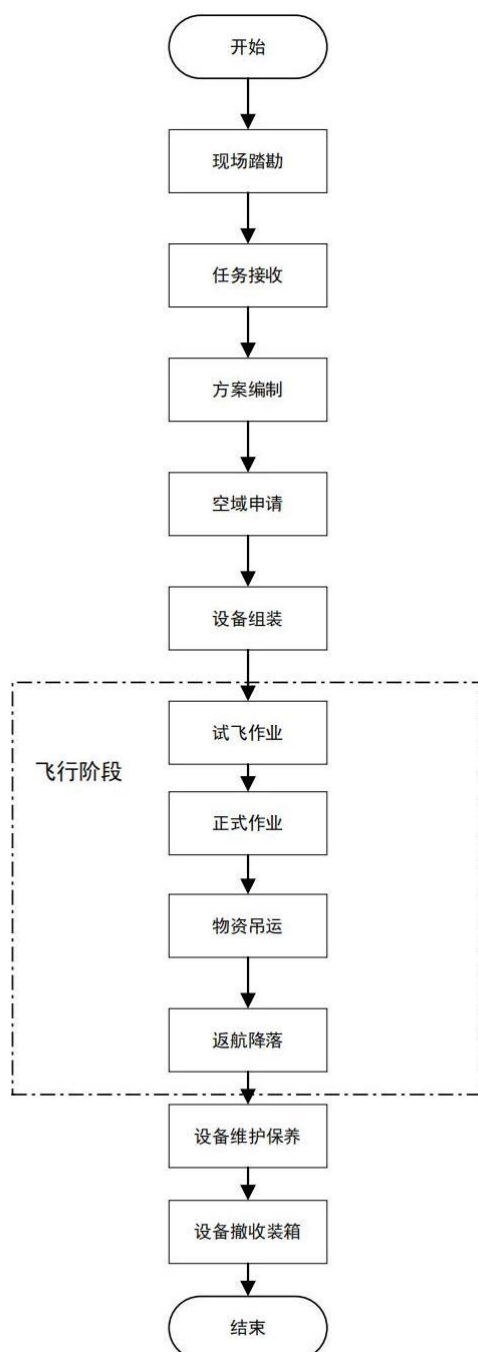 开始
现场踏勘
任务接收
方案编制
空域申请
设备组装
试飞作业
飞行阶段
正式作业
物资吊运
返航降落
设备维护保养
设备撤收装箱
结束